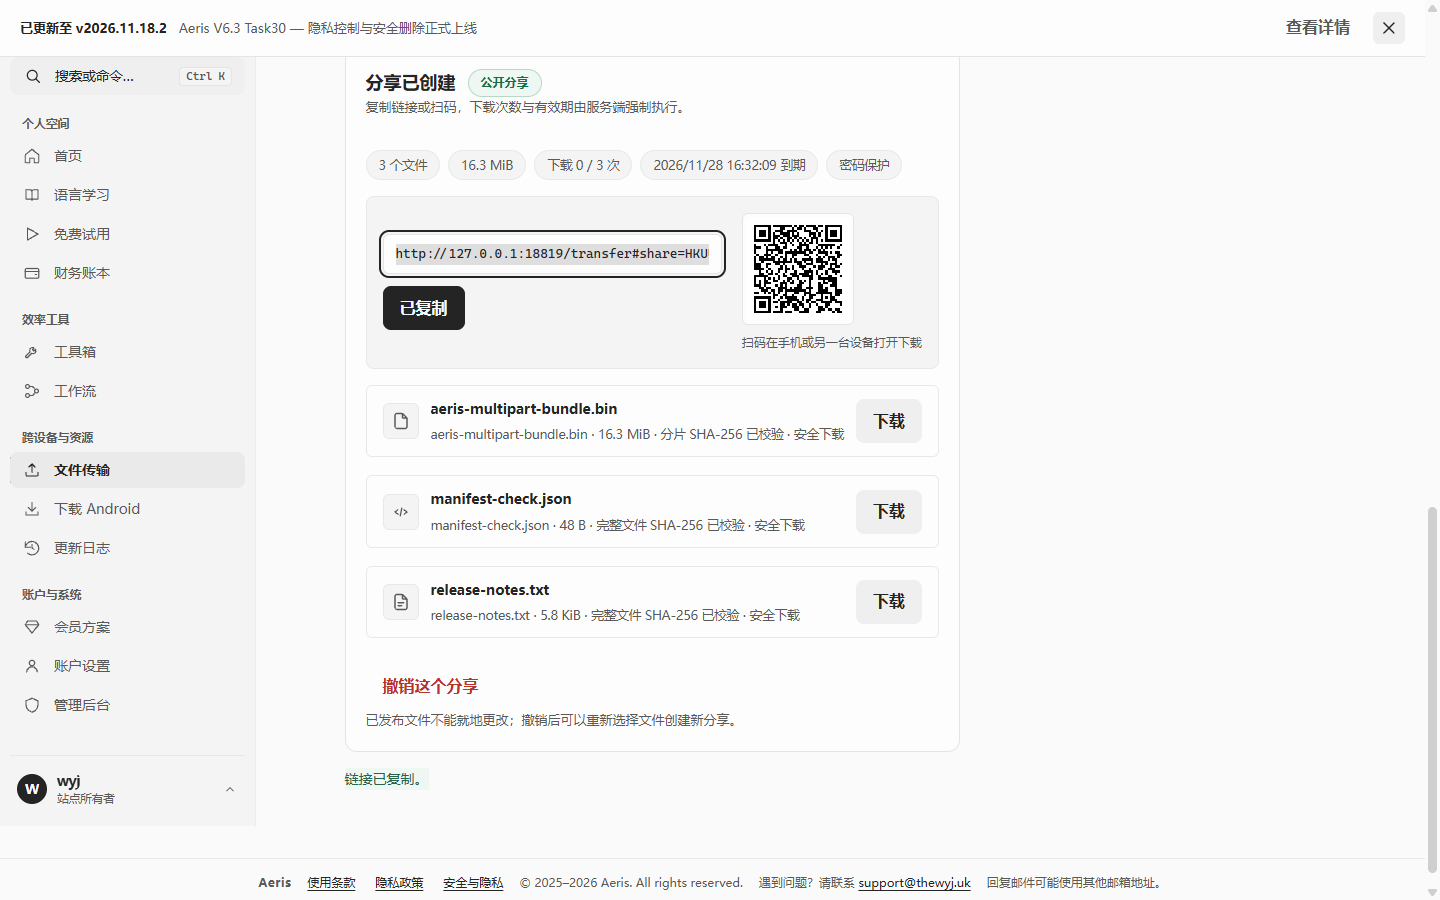 已更新至 v2026.11.18.2 Aeris V6.3 Task30 — 隐私控制与安全删除正式上线
查看详情
搜索或命令...
Ctrl K
个人空间
首页
语言学习
免费试用
财务账本
效率工具
工具箱
工作流
跨设备与资源
文件传输
下载 Android
更新日志
账户与系统
会员方案
账户设置
管理后台
W
wyj
站点所有者
分享已创建
公开分享
复制链接或扫码，下载次数与有效期由服务端强制执行。
3 个文件
16.3 MiB
下载 0 / 3 次
2026/11/28 16:32:09 到期
密码保护
http://127.0.0.1:18819/transfer#share=HKU
已复制
扫码在手机或另一台设备打开下载
aeris-multipart-bundle.bin
aeris-multipart-bundle.bin · 16.3 MiB · 分片 SHA-256 已校验 · 安全下载
下载
manifest-check.json
manifest-check.json · 48 B · 完整文件 SHA-256 已校验 · 安全下载
下载
release-notes.txt
release-notes.txt · 5.8 KiB · 完整文件 SHA-256 已校验 · 安全下载
下载
撤销这个分享
已发布文件不能就地更改；撤销后可以重新选择文件创建新分享。
链接已复制。
Aeris 使用条款 隐私政策 安全与隐私 © 2025–2026 Aeris. All rights reserved. 遇到问题？请联系 support@thewyj.uk 回复邮件可能使用其他邮箱地址。